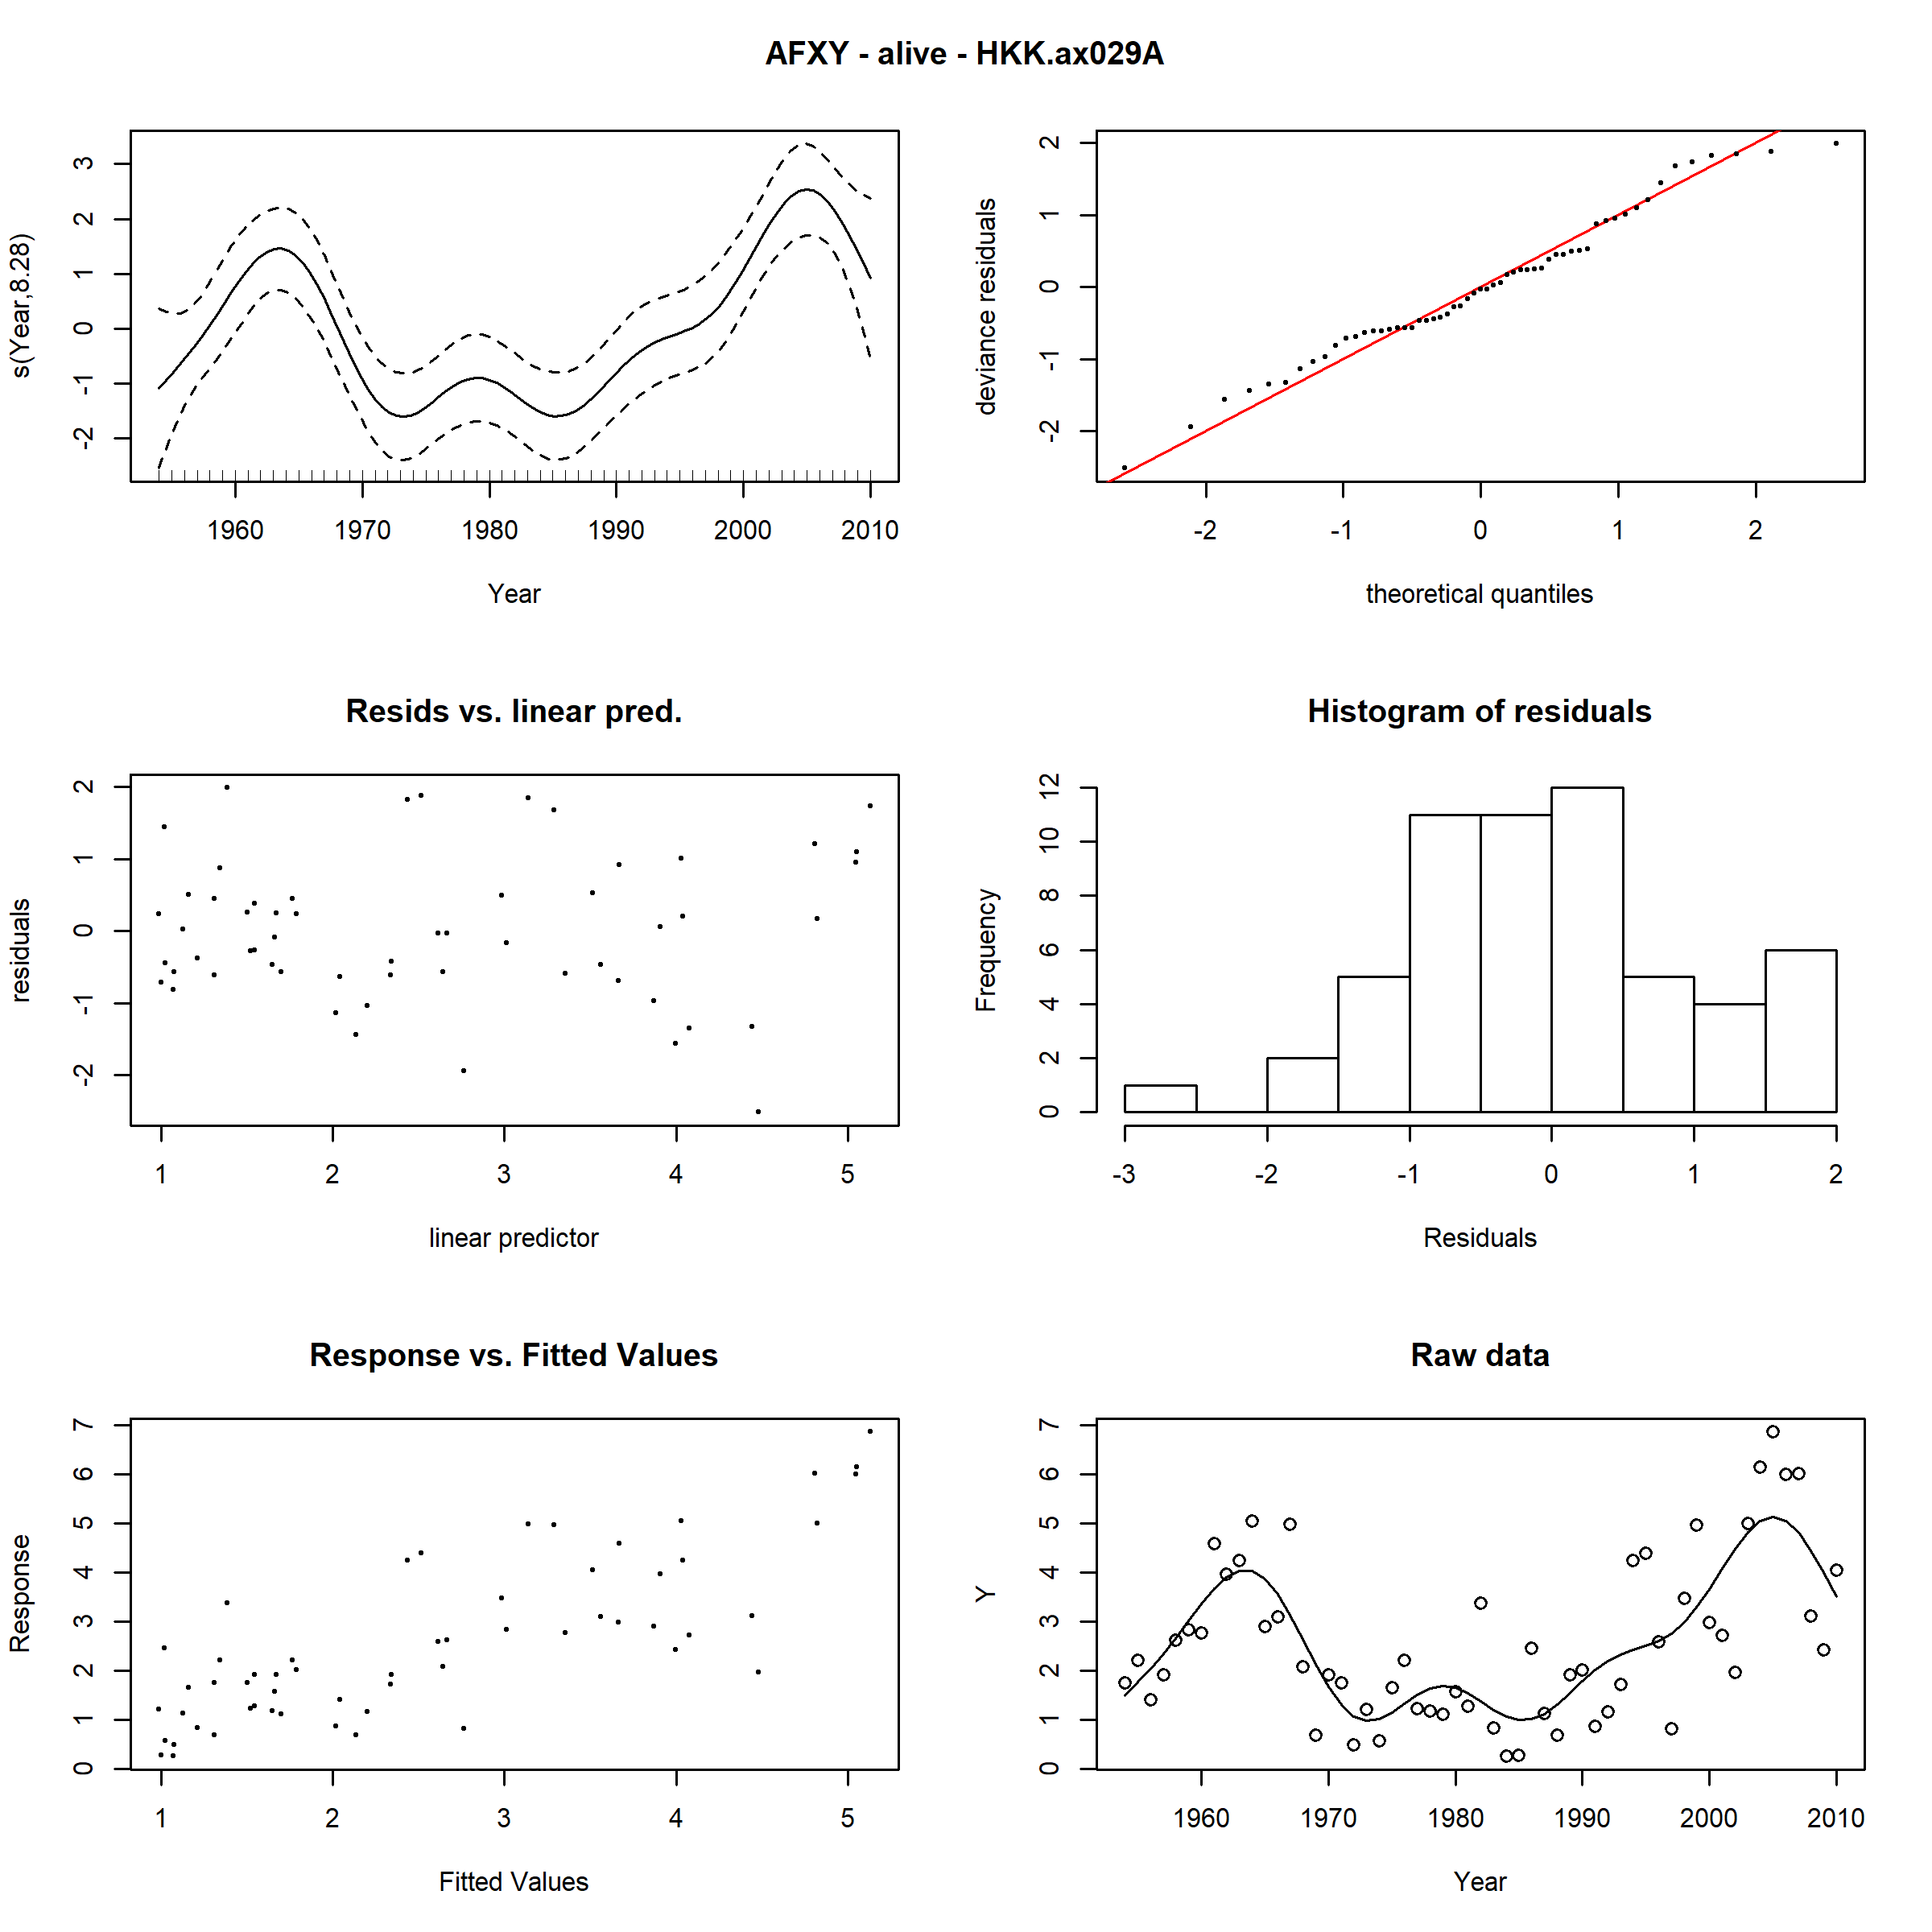 AFXY - alive - HKK.ax029A
s(Year,8.28)
3
2
1
0
-1
-2
1960 1970 1980 1990 2000 2010
Year
deviance residuals
2
1
0
-1
-2
-2 -1 0 1 2
theoretical quantiles
Resids vs. linear pred.
residuals
2
1
0
-1
-2
1 2 3 4 5
linear predictor
Histogram of residuals
Frequency
12
10
8
6
4
2
0
-3 -2 -1 0 1 2
Residuals
Response vs. Fitted Values
Response
7
6
5
4
3
2
1
0
1 2 3 4 5
Fitted Values
Raw data
Y
7
6
5
4
3
2
1
0
1960 1970 1980 1990 2000 2010
Year